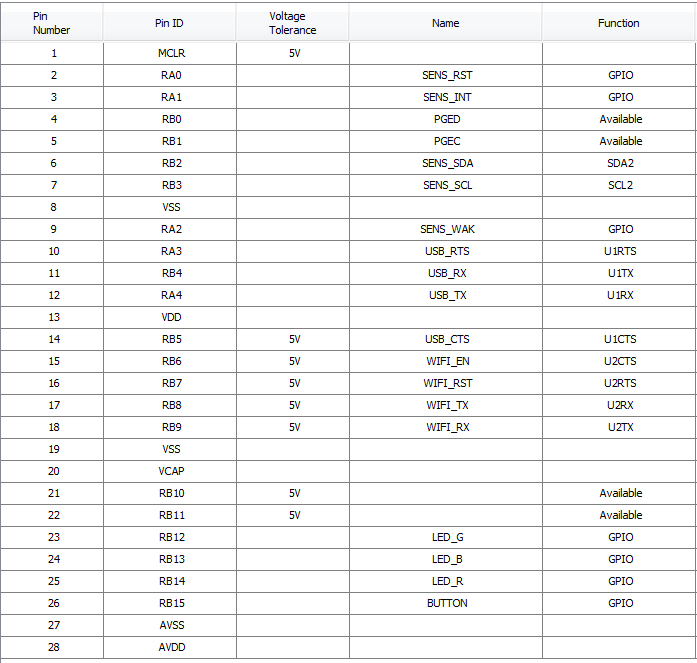 Pin Number Pin ID Voltage Tolerance Name Function
1 MCLR 5V
2 RA0 SENS_RST GPIO
3 RA1 SENS_INT GPIO
4 RB0 PGED Available
5 RB1 PGEC Available
6 RB2 SENS_SDA SDA2
7 RB3 SENS_SCL SCL2
8 VSS
9 RA2 SENS_WAK GPIO
10 RA3 USB_RTS U1RTS
11 RB4 USB_RX U1TX
12 RA4 USB_TX U1RX
13 VDD
14 RB5 5V USB_CTS U1CTS
15 RB6 5V WIFI_EN U2CTS
16 RB7 5V WIFI_RST U2RTS
17 RB8 5V WIFI_TX U2RX
18 RB9 5V WIFI_RX U2TX
19 VSS
20 VCAP
21 RB10 5V Available
22 RB11 5V Available
23 RB12 LED_G GPIO
24 RB13 LED_B GPIO
25 RB14 LED_R GPIO
26 RB15 BUTTON GPIO
27 AVSS
28 AVDD